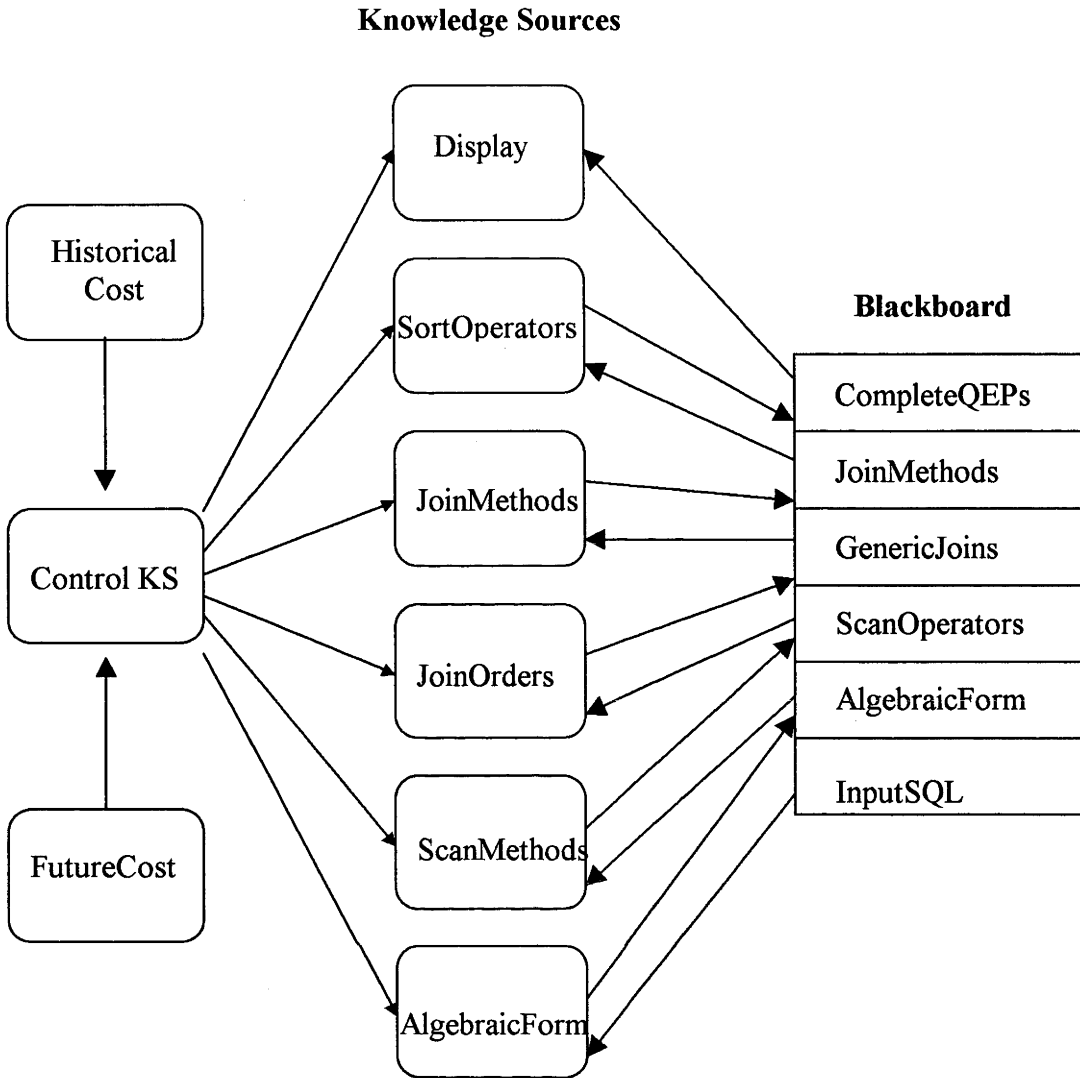 Knowledge Sources
Display
Historical
Cost
SortOperators
Blackboard
CompleteQEPs
JoinMethods
JoinMethods
GenericJoins
Control KS
ScanOperators
JoinOrders
AlgebraicForm
InputSQL
ScanMethods
FutureCost
AlgebraicForm